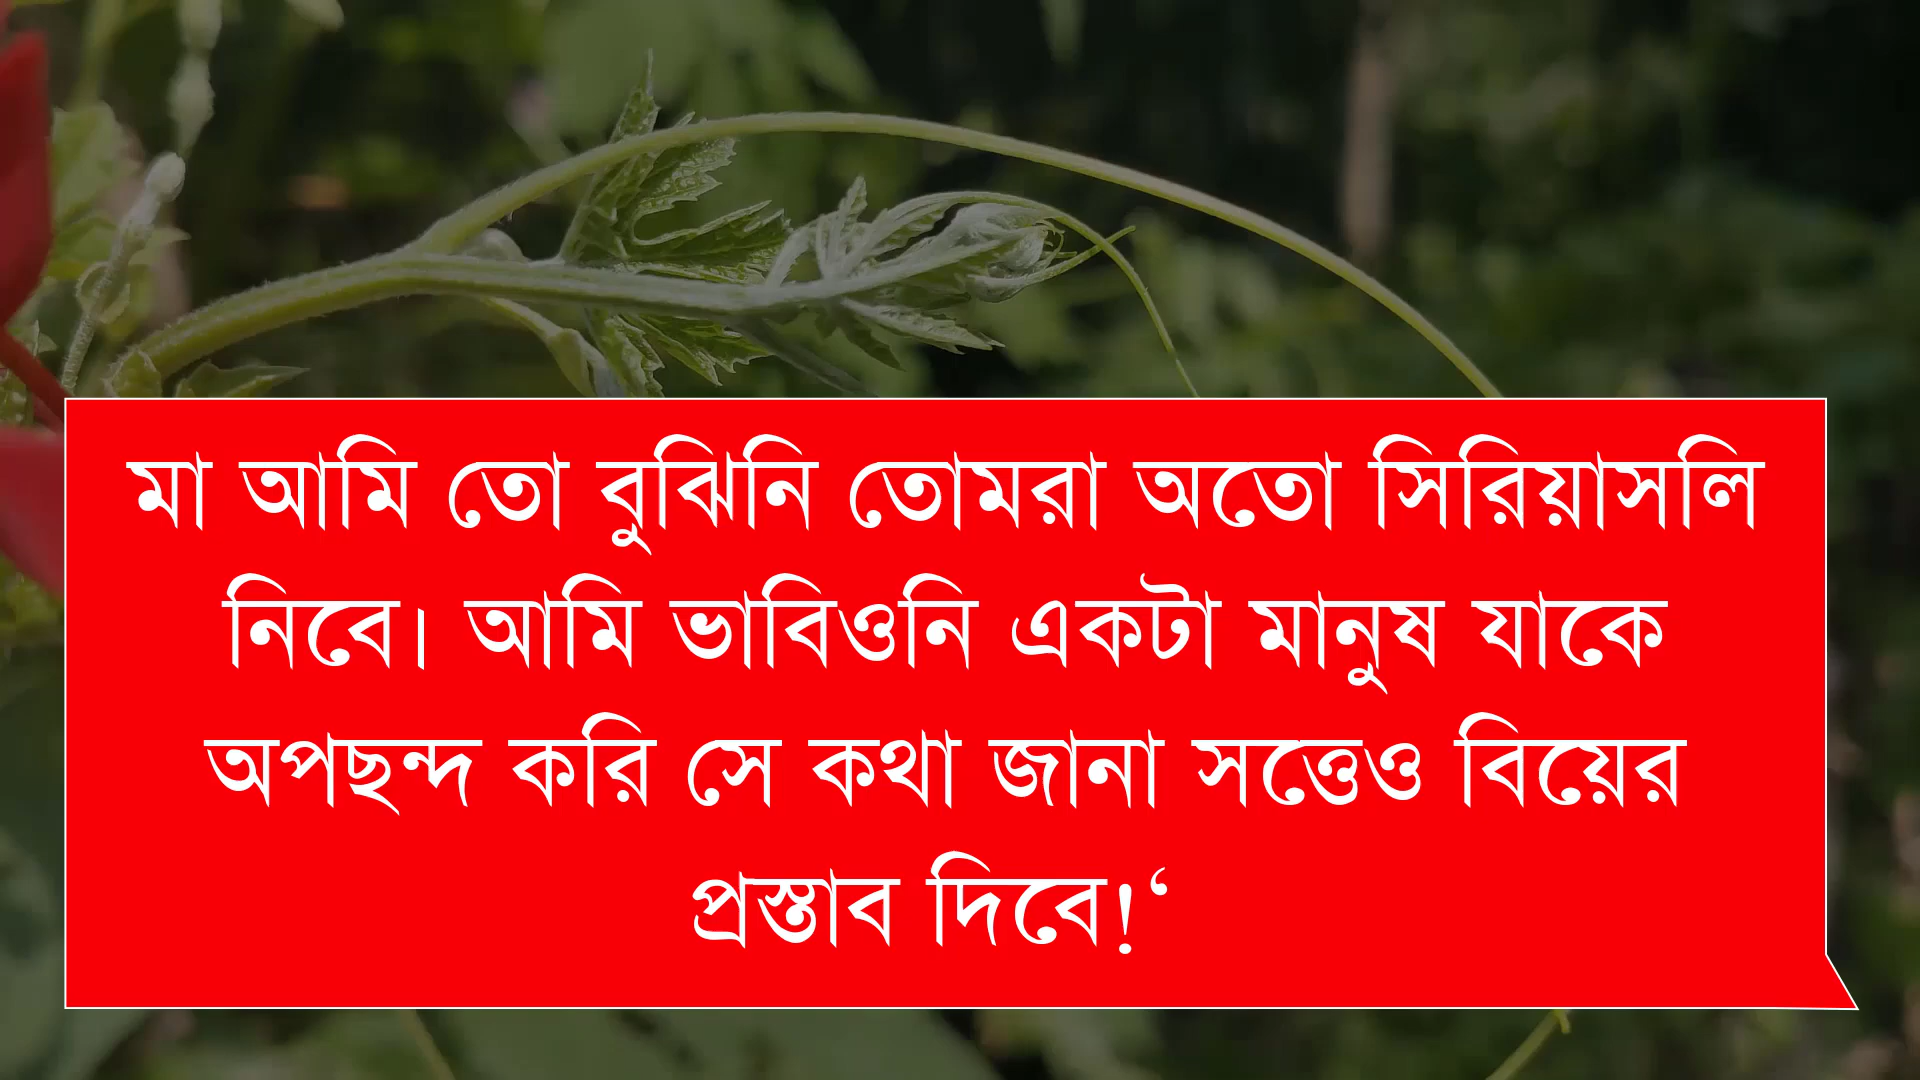 মা আমি তো বুঝিনি তোমরা অতো সিরিয়াসলি
নিবে। আমি ভাবিওনি একটা মানুষ যাকে
অপছন্দ করি সে কথা জানা সত্তেও বিয়ের
প্রস্তাব দিবে!‘